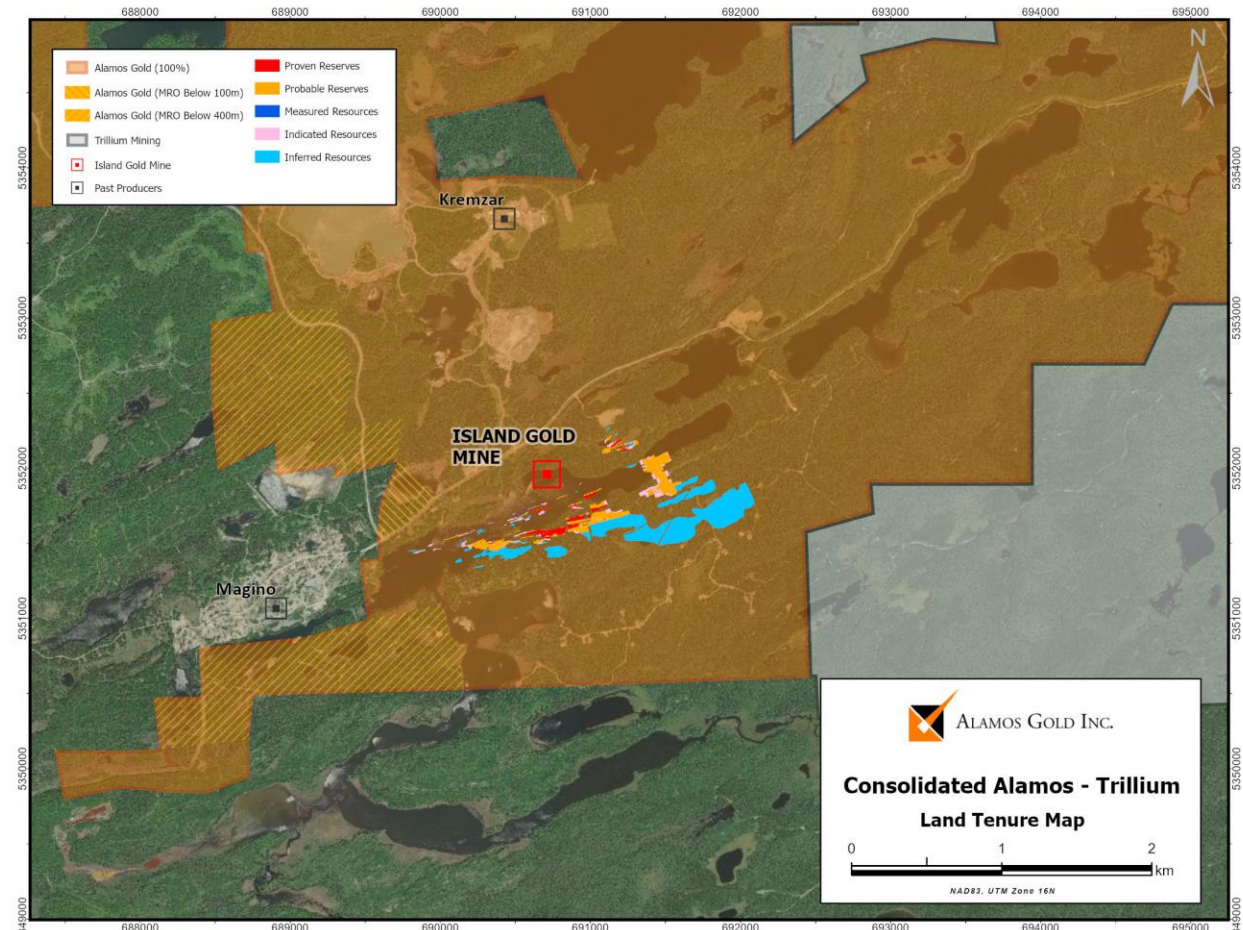 688000 689000 690000 691000 692000 693000 694000 695000
Alamos Gold (100%)
Alamos Gold (MRO Below 100m)
Alamos Gold (MRO Below 400m)
Trillium Mining
Island Gold Mine
Past Producers
Proven Reserves
Probable Reserves
Measured Resources
Indicated Resources
Inferred Resources
N
5354000
5354000
Kremzar
5353000
5353000
ISLAND GOLD
MINE
5352000
5352000
Magino
5351000
5351000
ALAMOS GOLD INC.
5350000
5350000
Consolidated Alamos - Trillium
Land Tenure Map
0 1 2
km
NAD83, UTM Zone 16N
349000
349000
688000 689000 690000 691000 692000 693000 694000 695000